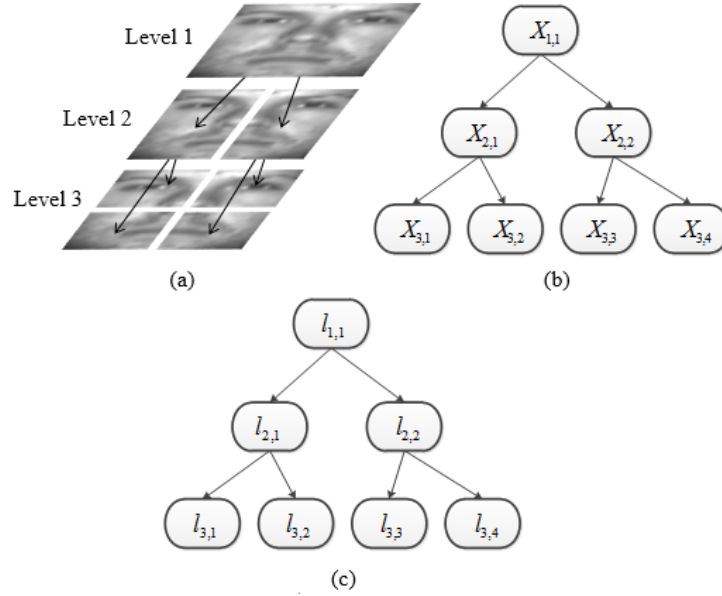 Level 1
Level 2
Level 3
(a)
X1,1
X2,1 X2,2
X3,1 X3,2 X3,3 X3,4
(b)
l1,1
l2,1 l2,2
l3,1 l3,2 l3,3 l3,4
(c)